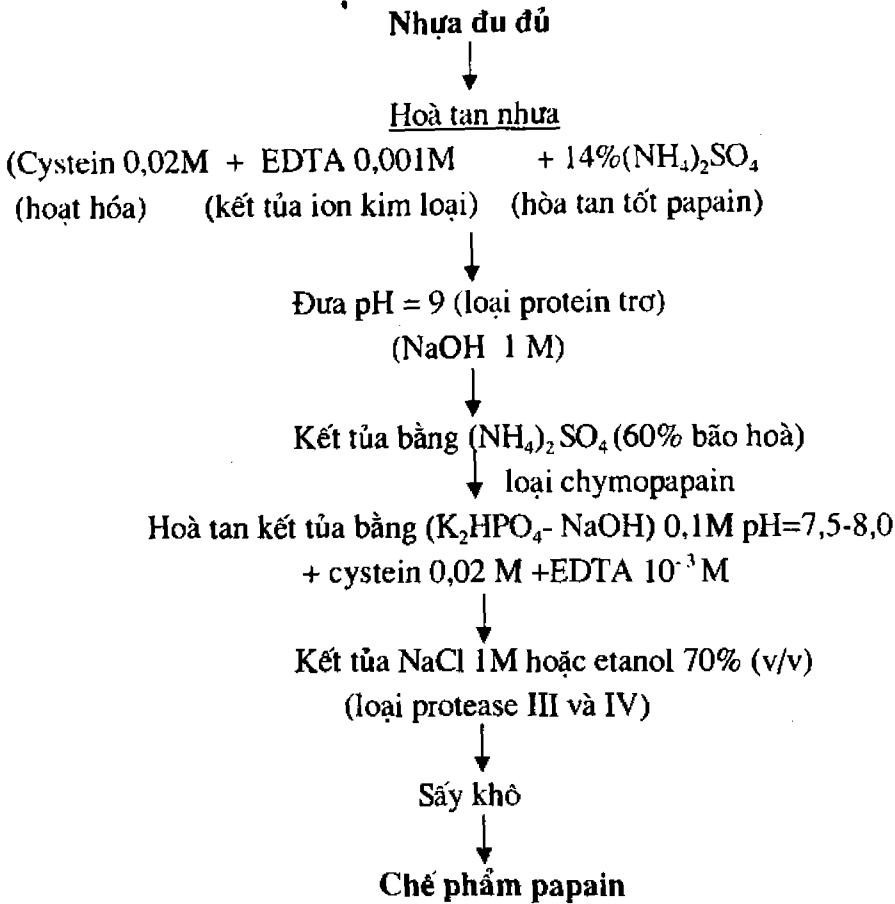 Nhựa đu đủ
Hoà tan nhưa
(Cystein 0,02M + EDTA 0,001M + 14%(NH₄)₂SO₄
(hoạt hóa) (kết tủa ion kim loại) (hòa tan tốt papain)
Đưa pH = 9 (loại protein trơ)
(NaOH 1 M)
Kết tủa bằng (NH₄)₂ SO₄ (60% bão hoà)
loại chymopapain
Hoà tan kết tủa bằng (K₂HPO₄- NaOH) 0,1M pH=7,5-8,0
+ cystein 0,02 M +EDTA 10⁻³ M
Kết tủa NaCl 1M hoặc etanol 70% (v/v)
(loại protease III và IV)
Sấy khô
Chế phẩm papain